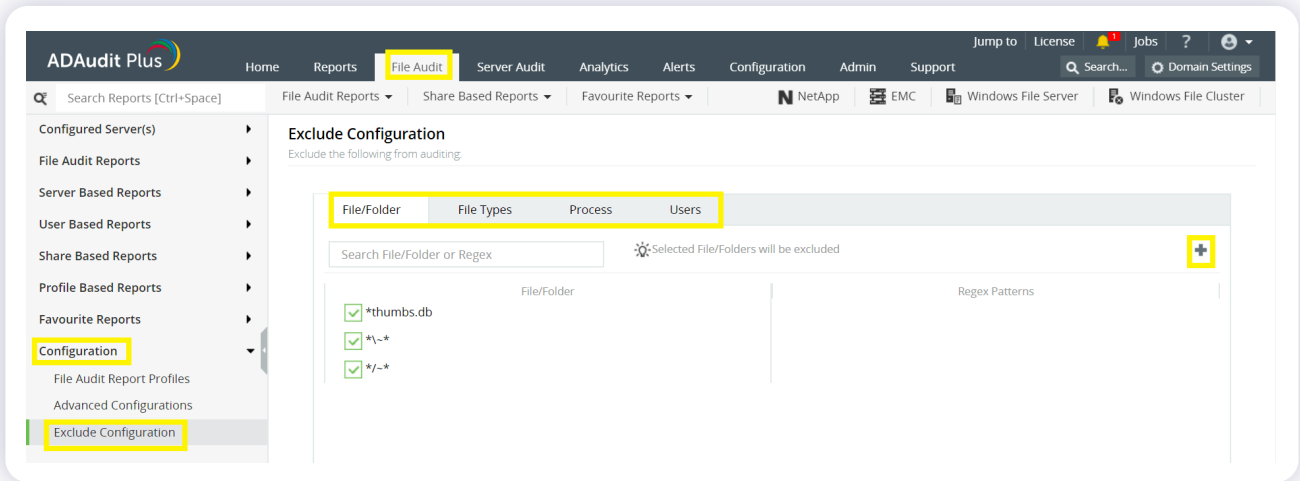 Jump to License 1 Jobs ?
ADAudit Plus
Home Reports File Audit Server Audit Analytics Alerts Configuration Admin Support Search... Domain Settings
Search Reports [Ctrl+Space] File Audit Reports Share Based Reports Favourite Reports NetApp EMC Windows File Server Windows File Cluster
Configured Server(s)
File Audit Reports
Server Based Reports
User Based Reports
Share Based Reports
Profile Based Reports
Favourite Reports
Configuration
File Audit Report Profiles
Advanced Configurations
Exclude Configuration
Exclude Configuration
Exclude the following from auditing.
File/Folder File Types Process Users
Search File/Folder or Regex Selected File/Folders will be excluded
File/Folder Regex Patterns
*thumbs.db
*\~*
*/~*